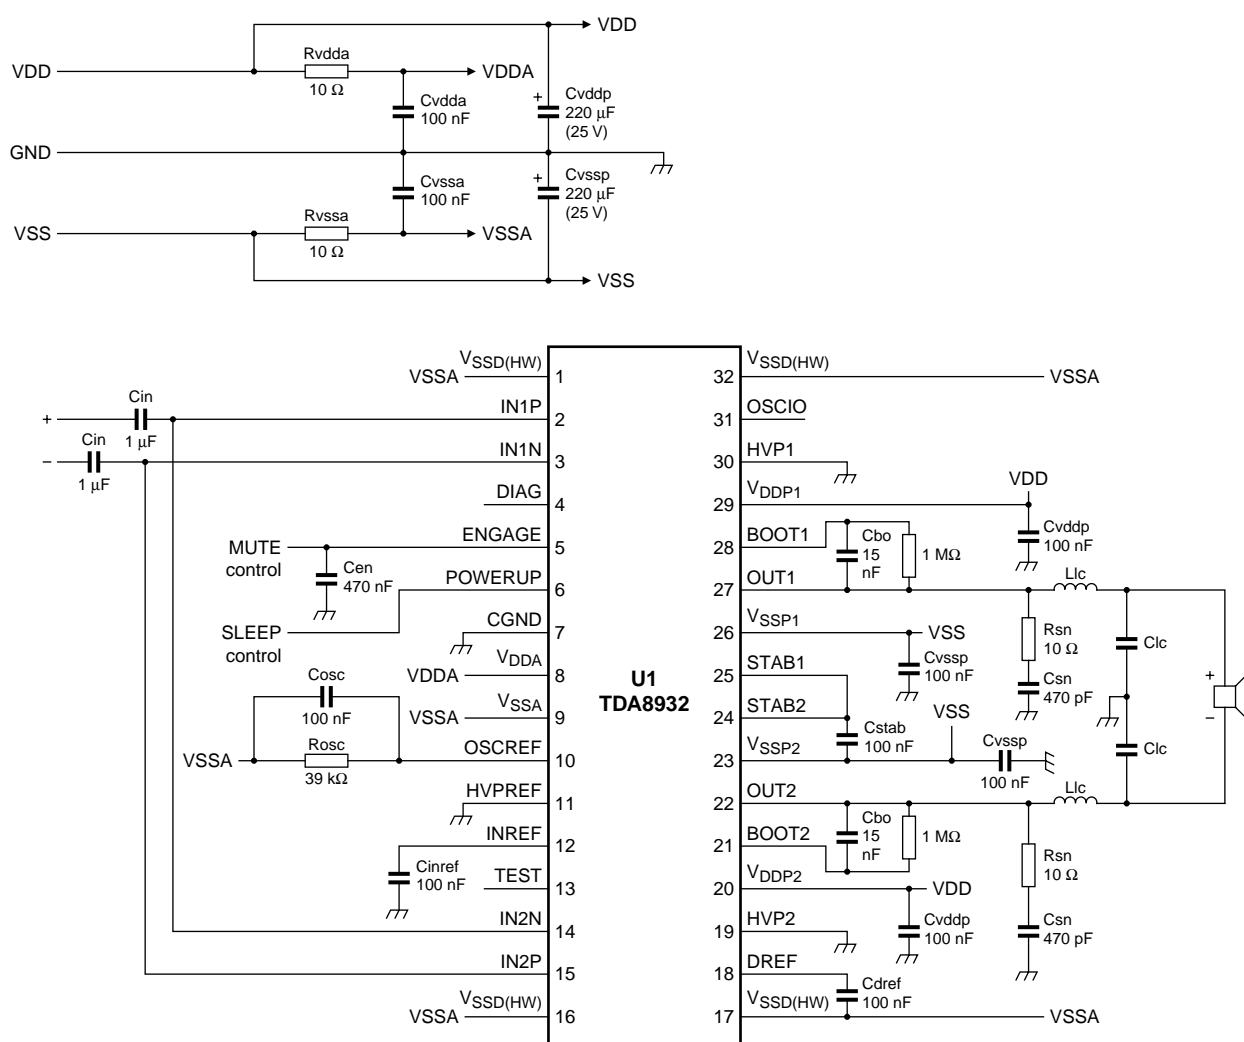 VDD
VDD
Rvdda
10 Ω
VDDA
Cvdda
100 nF
+
Cvddp
220 μF
(25 V)
GND
Cvssa
100 nF
+
Cvssp
220 μF
(25 V)
Rvssa
VSS
10 Ω
VSSA
VSS
U1
TDA8932
VSSA
VSSD(HW)
1
+
Cin
1 μF
IN1P
2
−
Cin
1 μF
IN1N
3
DIAG
4
MUTE
control
ENGAGE
5
Cen
470 nF
POWERUP
6
SLEEP
control
CGND
7
VDDA
VDDA
8
Cosc
100 nF
VSSA
VSSA
9
VSSA
Rosc
39 kΩ
OSCREF
10
HVPREF
11
INREF
12
Cinref
100 nF
TEST
13
IN2N
14
IN2P
15
VSSA
VSSD(HW)
16
32
VSSD(HW)
VSSA
31
OSCIO
30
HVP1
29
VDDP1
VDD
Cvddp
100 nF
28
BOOT1
Cbo
15
nF
1 MΩ
27
OUT1
Llc
26
VSSP1
VSS
Cvssp
100 nF
Rsn
10 Ω
Csn
470 pF
Clc
25
STAB1
24
STAB2
Cstab
100 nF
VSS
+
−
23
VSSP2
Cvssp
100 nF
Clc
22
OUT2
Llc
Cbo
15
nF
1 MΩ
21
BOOT2
Rsn
10 Ω
20
VDDP2
VDD
Cvddp
100 nF
Csn
470 pF
19
HVP2
18
DREF
Cdref
100 nF
17
VSSD(HW)
VSSA